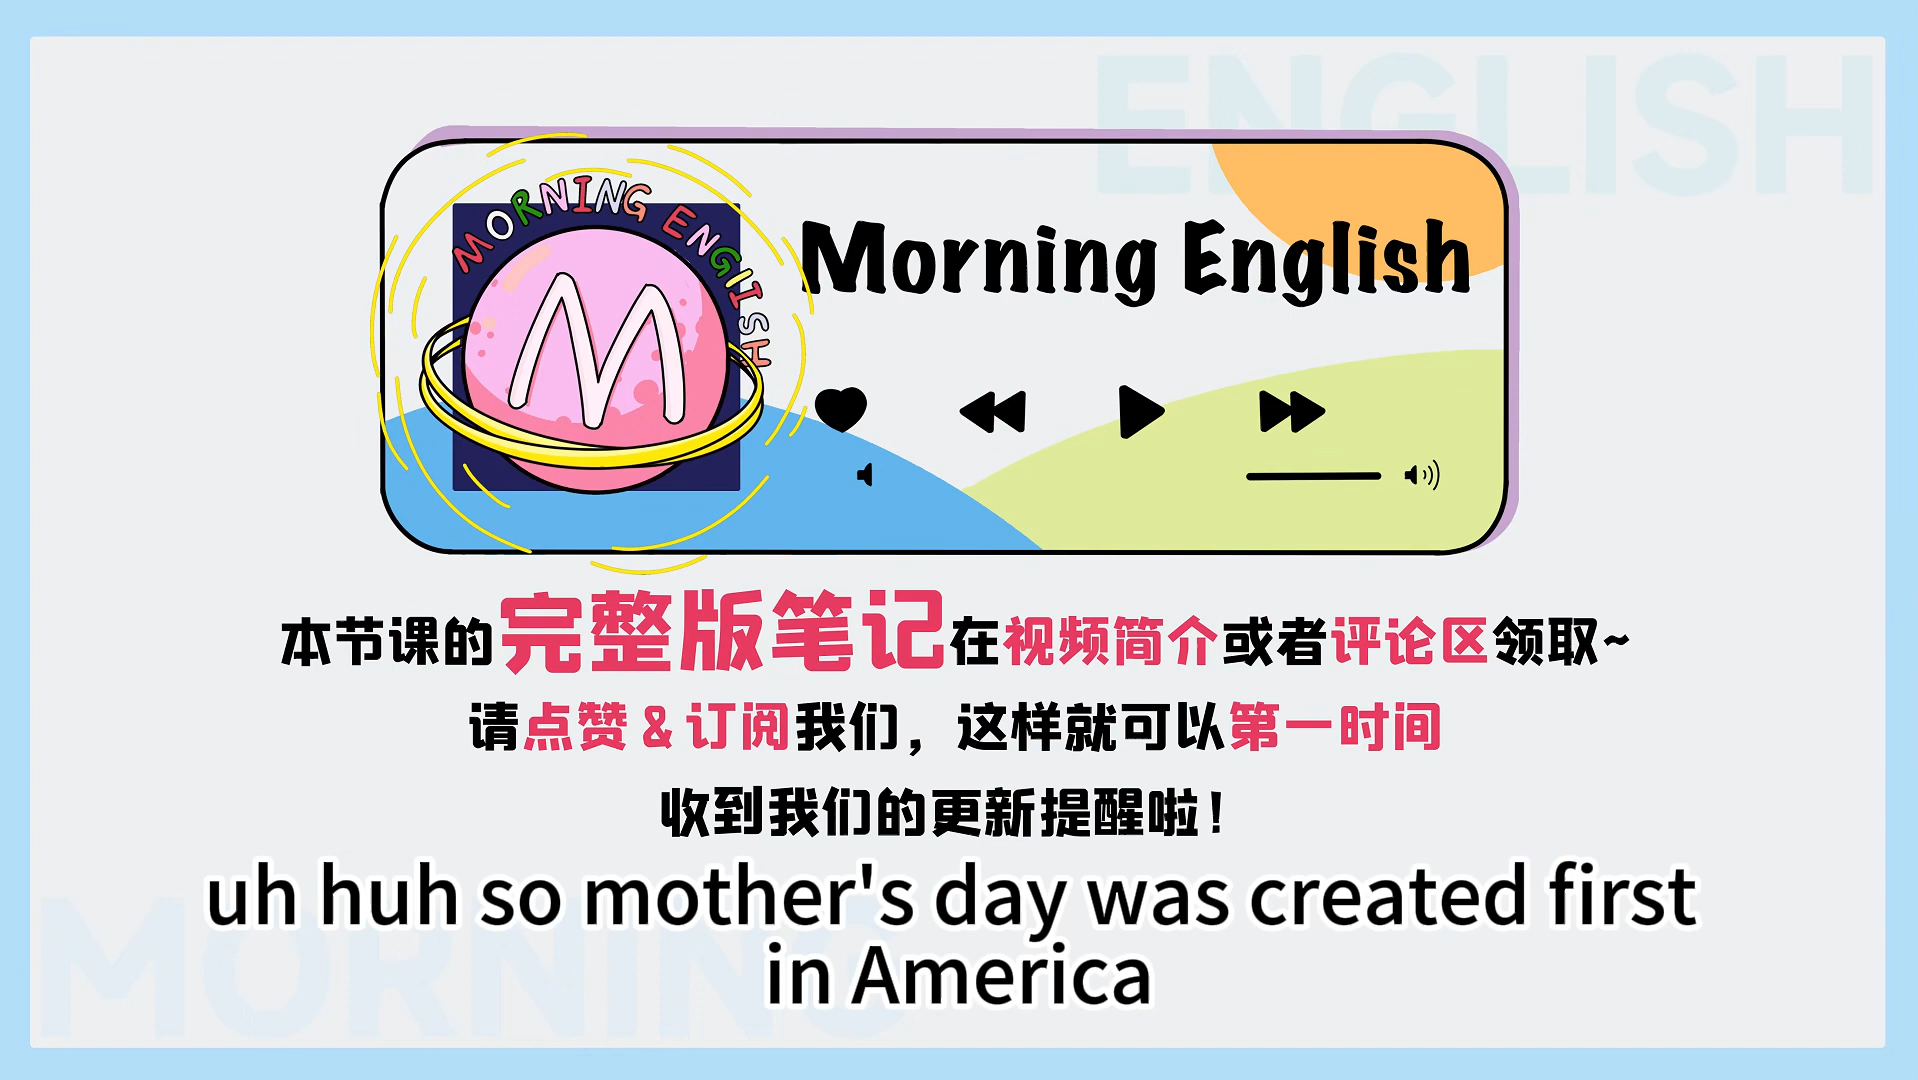 ENGLISH
MORNING ENGLISH
M
Morning English
本节课的完整版笔记在视频简介或者评论区领取~
请点赞&订阅我们，这样就可以第一时间
收到我们的更新提醒啦！
MORNING
uh huh so mother's day was created first
in America